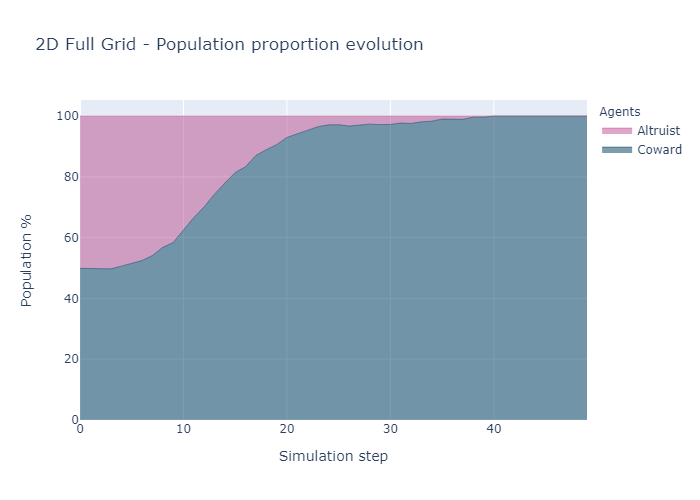 2D Full Grid - Population proportion evolution
Agents
Altruist
Coward
Population %
100
80
60
40
20
0
0 10 20 30 40
Simulation step